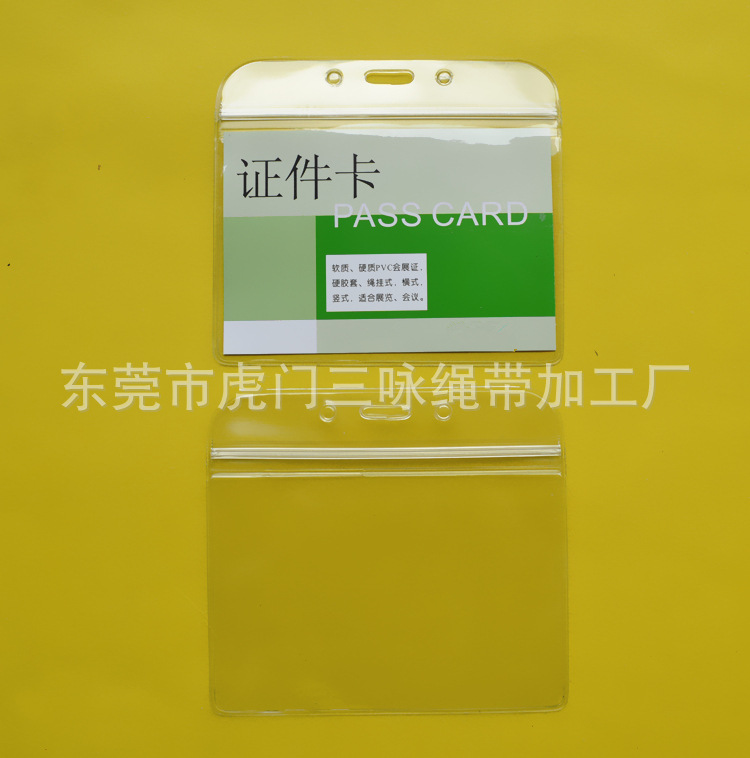 证件卡
PASS CARD
软质、硬质PVC会展证、
硬胶套、绳挂式、横式、
竖式、适合展览、会议。
东莞市虎门三咏绳带加工厂